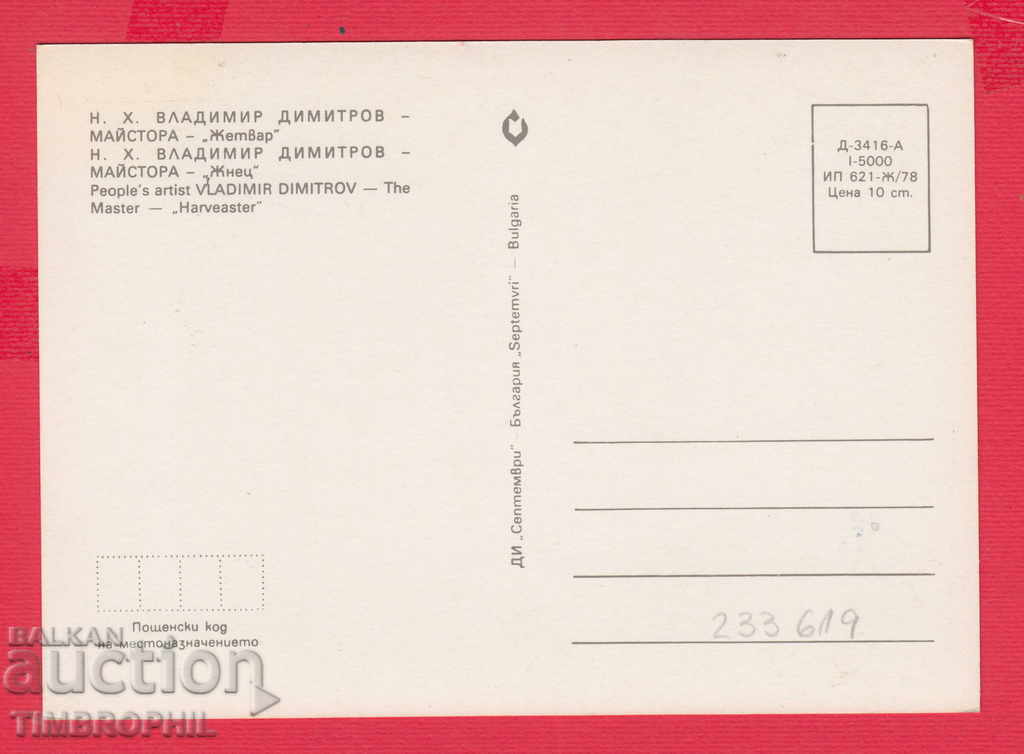 Н. Х. ВЛАДИМИР ДИМИТРОВ –
МАЙСТОРА – „Жетвар"
Н. Х. ВЛАДИМИР ДИМИТРОВ –
МАЙСТОРА – „Жнец"
People's artist VLADIMIR DIMITROV — The
Master — „Harveaster"
Д-3416-А
I-5000
ИП 621-Ж/78
Цена 10 ст.
ДИ „Септември" – България „Septemvri" – Bulgaria
233 619
Пощенски код
на местоназначението
BALKAN
auction
TIMBROPHIL